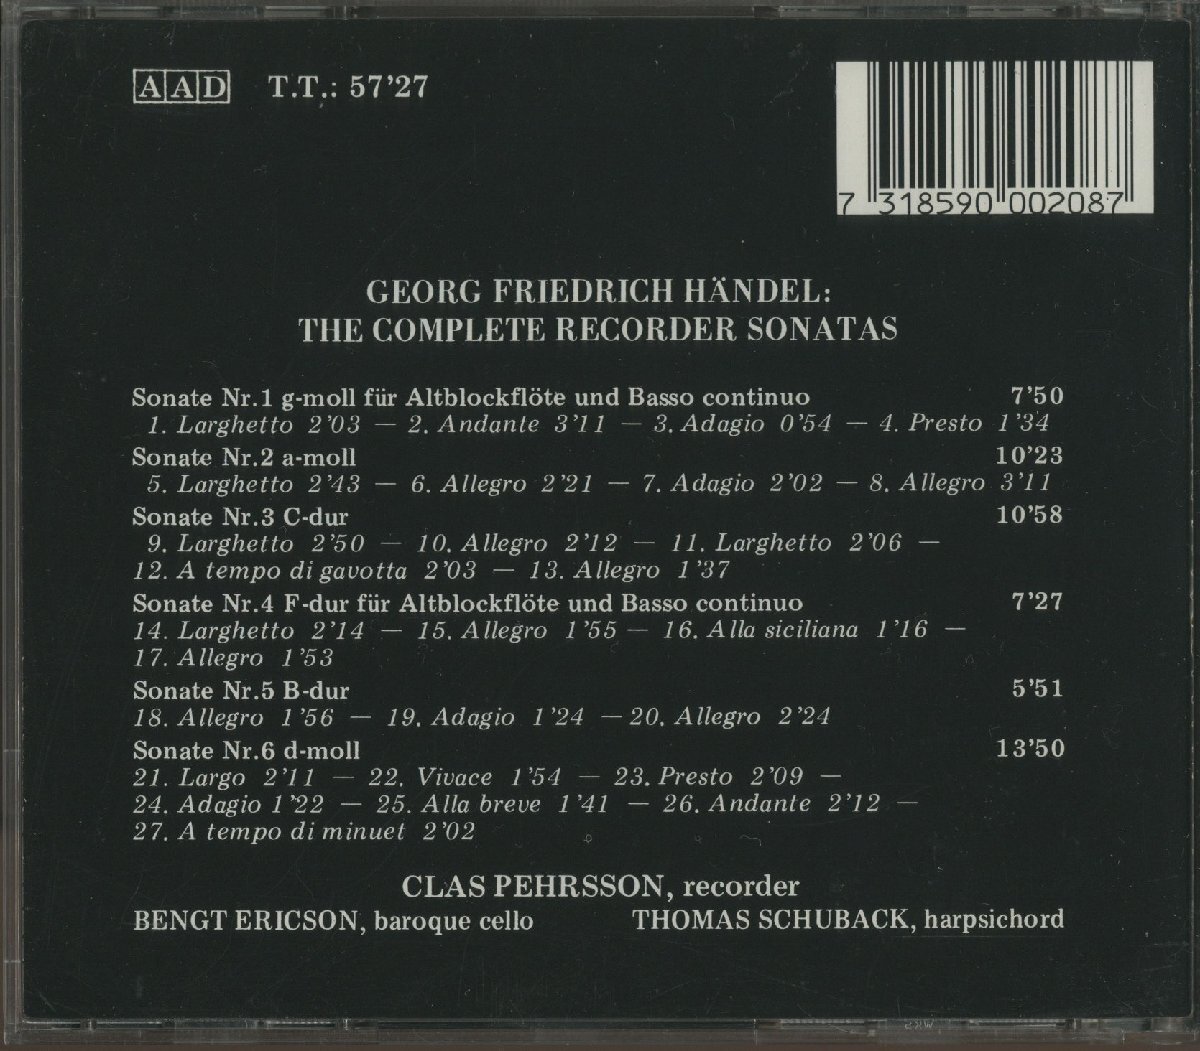 AAD T.T.: 57'27
7 318590 002087
GEORG FRIEDRICH HÄNDEL:
THE COMPLETE RECORDER SONATAS
Sonate Nr.1 g-moll für Altblockflöte und Basso continuo 7'50
1. Larghetto 2'03 — 2. Andante 3'11 — 3. Adagio 0'54 — 4. Presto 1'34
Sonate Nr.2 a-moll 10'23
5. Larghetto 2'43 — 6. Allegro 2'21 — 7. Adagio 2'02 — 8. Allegro 3'11
Sonate Nr.3 C-dur 10'58
9. Larghetto 2'50 — 10. Allegro 2'12 — 11. Larghetto 2'06 —
12. A tempo di gavotta 2'03 — 13. Allegro 1'37
Sonate Nr.4 F-dur für Altblockflöte und Basso continuo 7'27
14. Larghetto 2'14 — 15. Allegro 1'55 — 16. Alla siciliana 1'16 —
17. Allegro 1'53
Sonate Nr.5 B-dur 5'51
18. Allegro 1'56 — 19. Adagio 1'24 — 20. Allegro 2'24
Sonate Nr.6 d-moll 13'50
21. Largo 2'11 — 22. Vivace 1'54 — 23. Presto 2'09 —
24. Adagio 1'22 — 25. Alla breve 1'41 — 26. Andante 2'12 —
27. A tempo di minuet 2'02
CLAS PEHRSSON, recorder
BENGT ERICSON, baroque cello THOMAS SCHUBACK, harpsichord